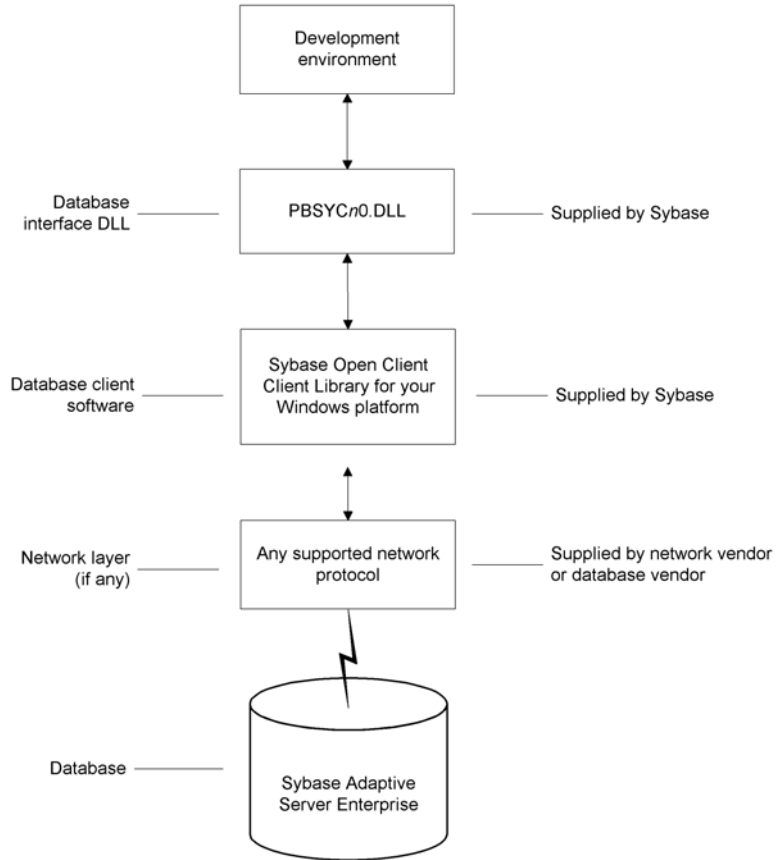 Development
environment
Database
interface DLL
PBSYCn0.DLL
Supplied by Sybase
Database client
software
Sybase Open Client
Client Library for your
Windows platform
Supplied by Sybase
Network layer
(if any)
Any supported network
protocol
Supplied by network vendor
or database vendor
Database
Sybase Adaptive
Server Enterprise